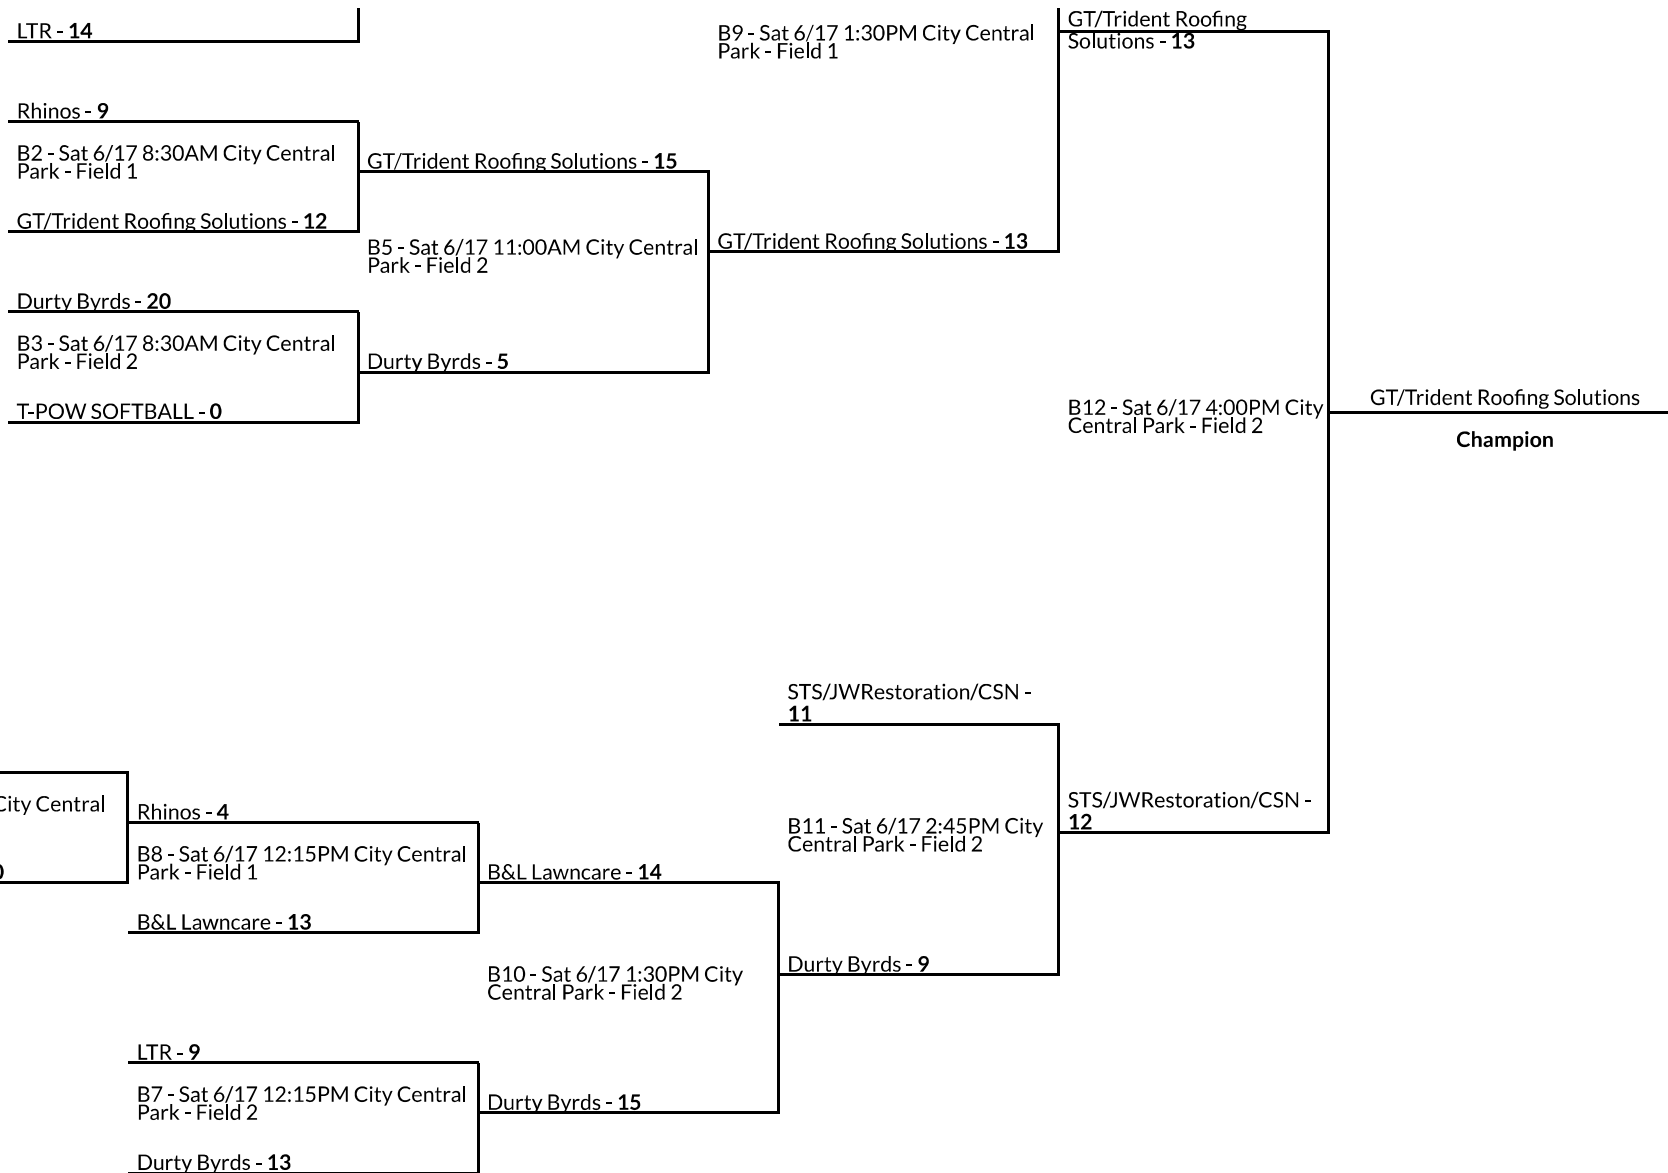 LTR - 14
B9 - Sat 6/17 1:30PM City Central
Park - Field 1
GT/Trident Roofing
Solutions - 13
Rhinos - 9
B2 - Sat 6/17 8:30AM City Central
Park - Field 1
GT/Trident Roofing Solutions - 15
GT/Trident Roofing Solutions - 12
B5 - Sat 6/17 11:00AM City Central
Park - Field 2
GT/Trident Roofing Solutions - 13
Durty Byrds - 20
B3 - Sat 6/17 8:30AM City Central
Park - Field 2
Durty Byrds - 5
T-POW SOFTBALL - 0
B12 - Sat 6/17 4:00PM City
Central Park - Field 2
GT/Trident Roofing Solutions
Champion
STS/JWRestoration/CSN -
11
City Central
Rhinos - 4
STS/JWRestoration/CSN -
12
B11 - Sat 6/17 2:45PM City
Central Park - Field 2
B8 - Sat 6/17 12:15PM City Central
Park - Field 1
B&L Lawncare - 14
B&L Lawncare - 13
B10 - Sat 6/17 1:30PM City
Central Park - Field 2
Durty Byrds - 9
LTR - 9
B7 - Sat 6/17 12:15PM City Central
Park - Field 2
Durty Byrds - 15
Durty Byrds - 13